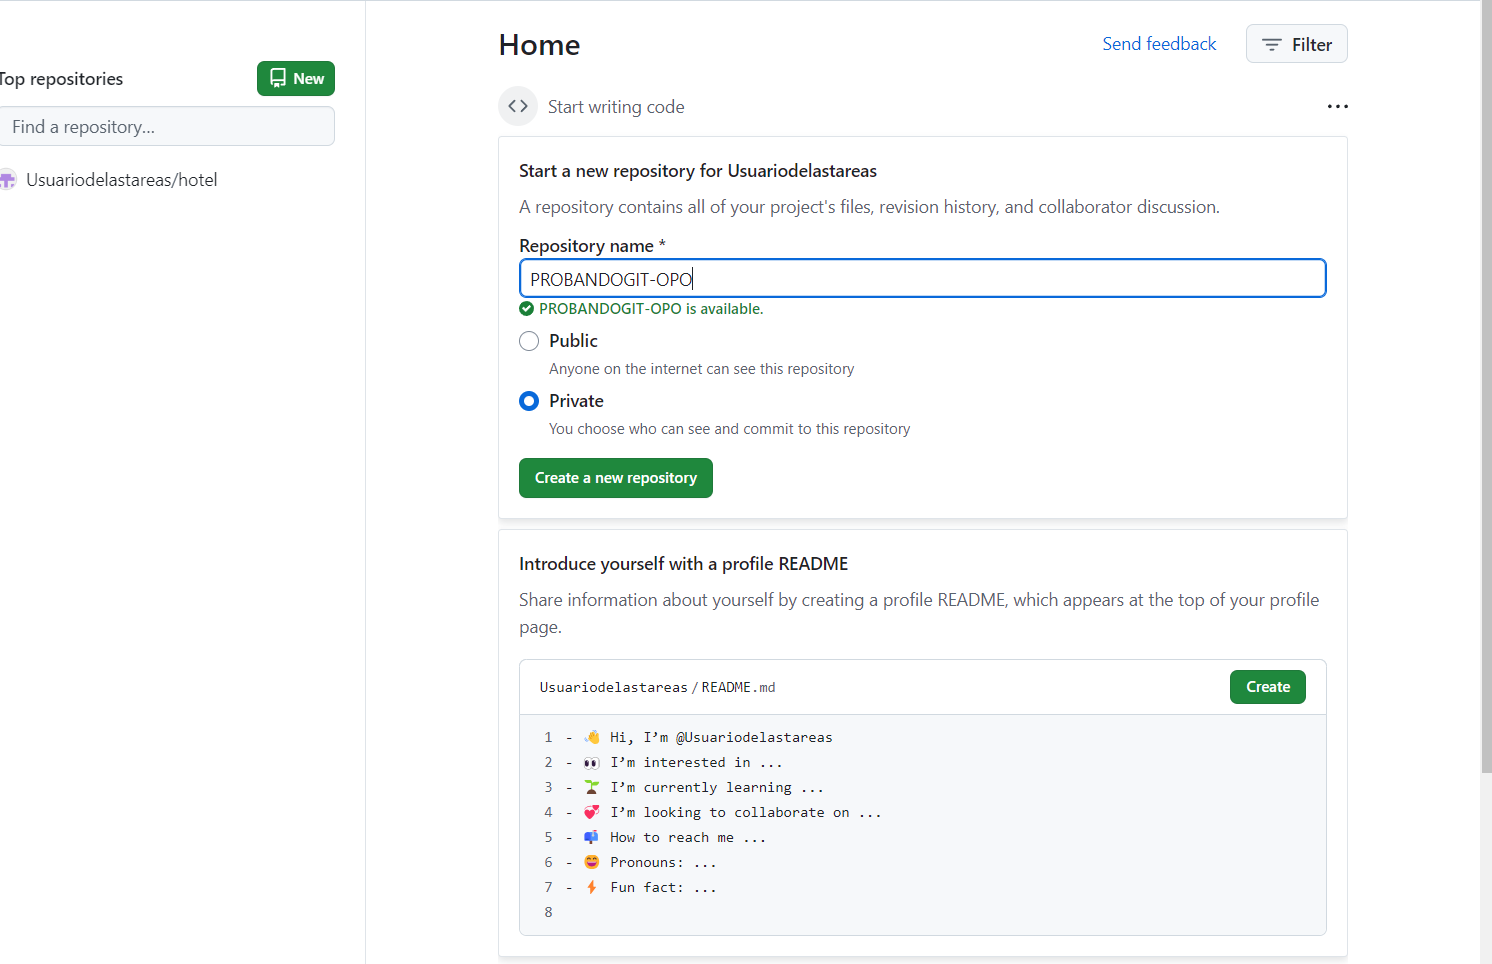 Top repositories
New
Find a repository...
Usuariodelastareas/hotel
Home
Send feedback
Filter
Start writing code
Start a new repository for Usuariodelastareas
A repository contains all of your project's files, revision history, and collaborator discussion.
Repository name *
PROBANDOGIT-OPO
PROBANDOGIT-OPO is available.
Public
Anyone on the internet can see this repository
Private
You choose who can see and commit to this repository
Create a new repository
Introduce yourself with a profile README
Share information about yourself by creating a profile README, which appears at the top of your profile
page.
Usuariodelastareas / README.md
Create
1 - 👋 Hi, I’m @Usuariodelastareas
2 - 👀 I’m interested in ...
3 - 🌱 I’m currently learning ...
4 - 💞️ I’m looking to collaborate on ...
5 - 📫 How to reach me ...
6 - 😄 Pronouns: ...
7 - ⚡ Fun fact: ...
8